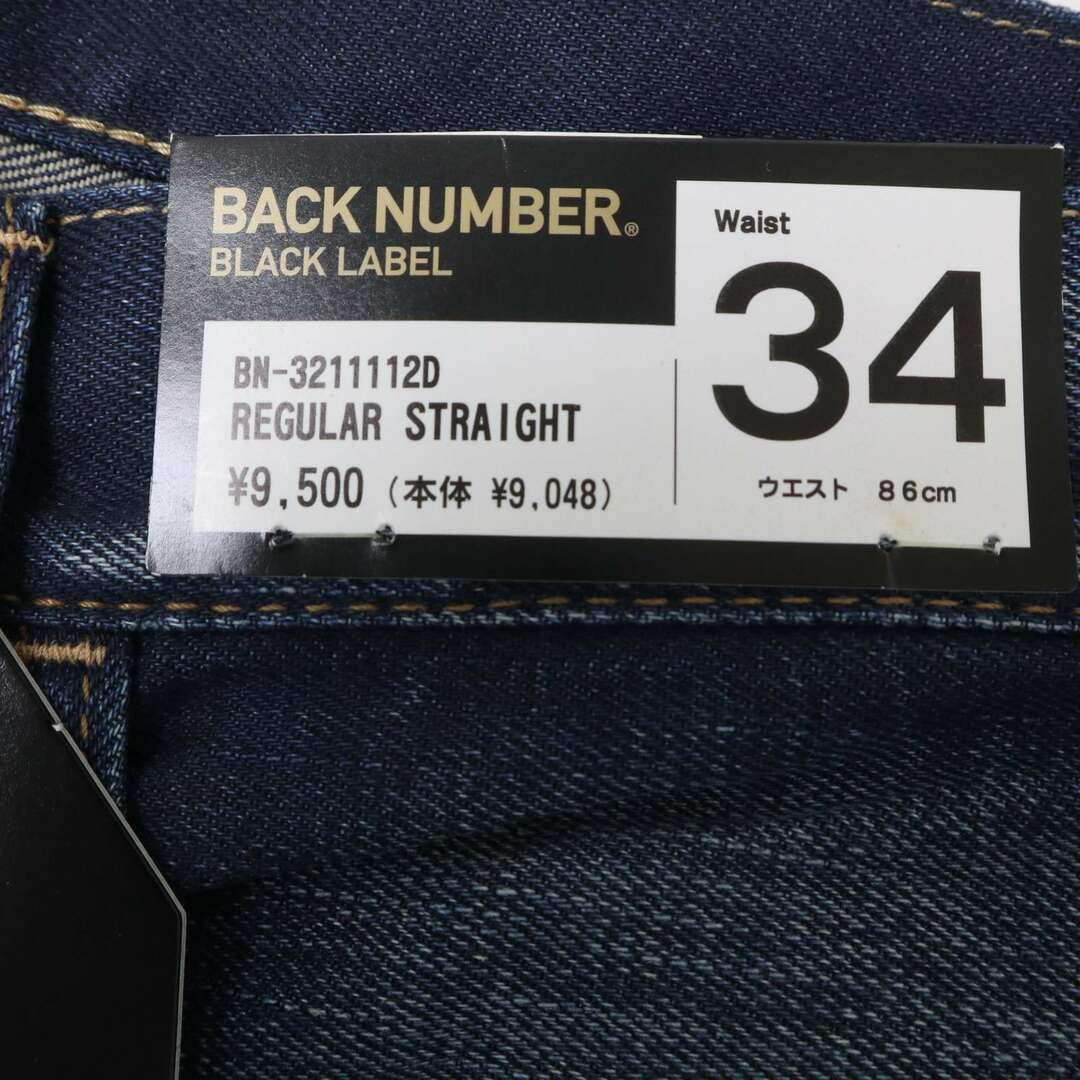 BACK NUMBER®
BLACK LABEL
BN-3211112D
REGULAR STRAIGHT
¥9,500 (本体 ¥9,048)
Waist
34
ウエスト 86cm